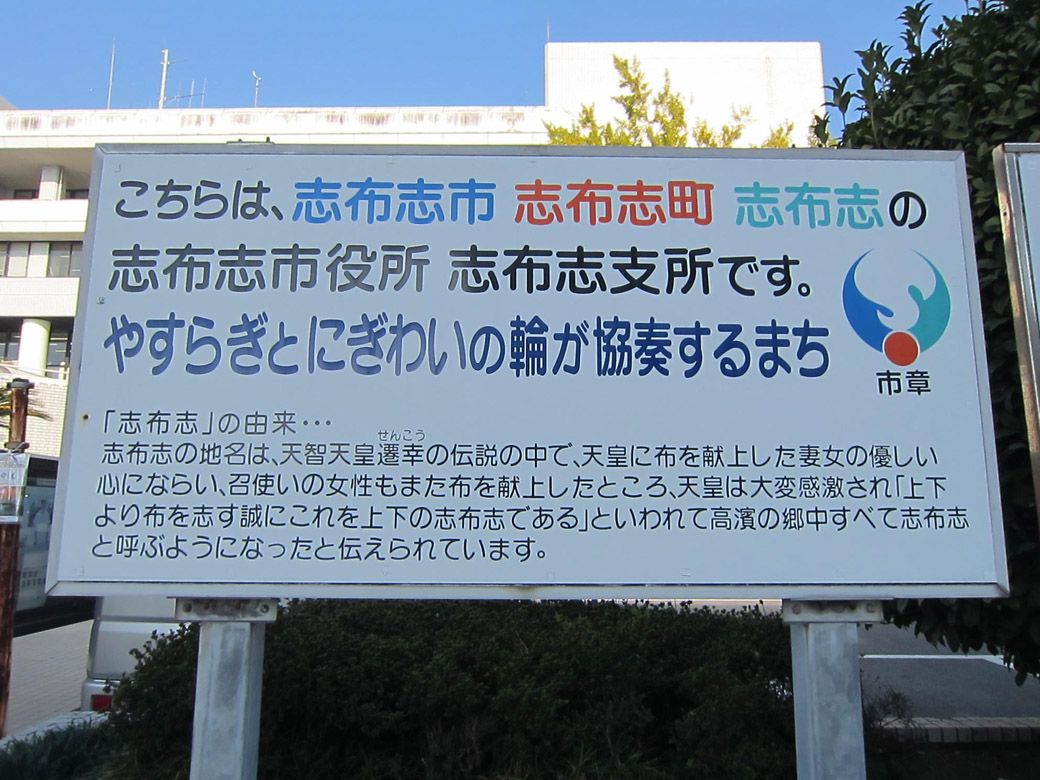 こちらは、志布志市 志布志町 志布志の
志布志市役所 志布志支所です。
やすらぎとにぎわいの輪が協奏するまち
市章
「志布志」の由来・・・
せんこう
志布志の地名は、天智天皇遷幸の伝説の中で、天皇に布を献上した妻女の優しい
心にならい、召使いの女性もまた布を献上したところ、天皇は大変感激され「上下
より布を志す誠にこれを上下の志布志である」といわれて高濱の郷中すべて志布志
と呼ぶようになったと伝えられています。